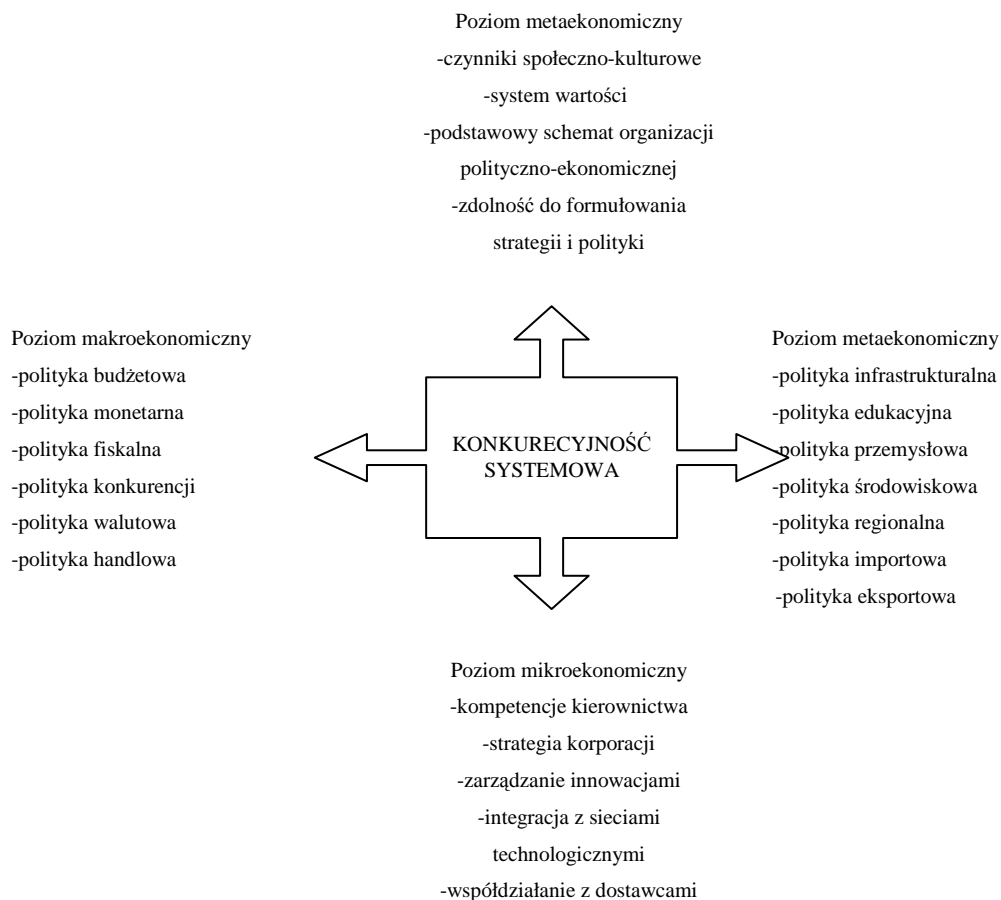 Poziom metaekonomiczny
-czynniki społeczno-kulturowe
-system wartości
-podstawowy schemat organizacji
polityczno-ekonomicznej
-zdolność do formułowania
strategii i polityki
Poziom makroekonomiczny
-polityka budżetowa
-polityka monetarna
-polityka fiskalna
-polityka konkurencji
-polityka walutowa
-polityka handlowa
KONKURECYJNOŚĆ
SYSTEMOWA
Poziom metaekonomiczny
-polityka infrastrukturalna
-polityka edukacyjna
-polityka przemysłowa
-polityka środowiskowa
-polityka regionalna
-polityka importowa
-polityka eksportowa
Poziom mikroekonomiczny
-kompetencje kierownictwa
-strategia korporacji
-zarządzanie innowacjami
-integracja z sieciami
technologicznymi
-współdziałanie z dostawcami